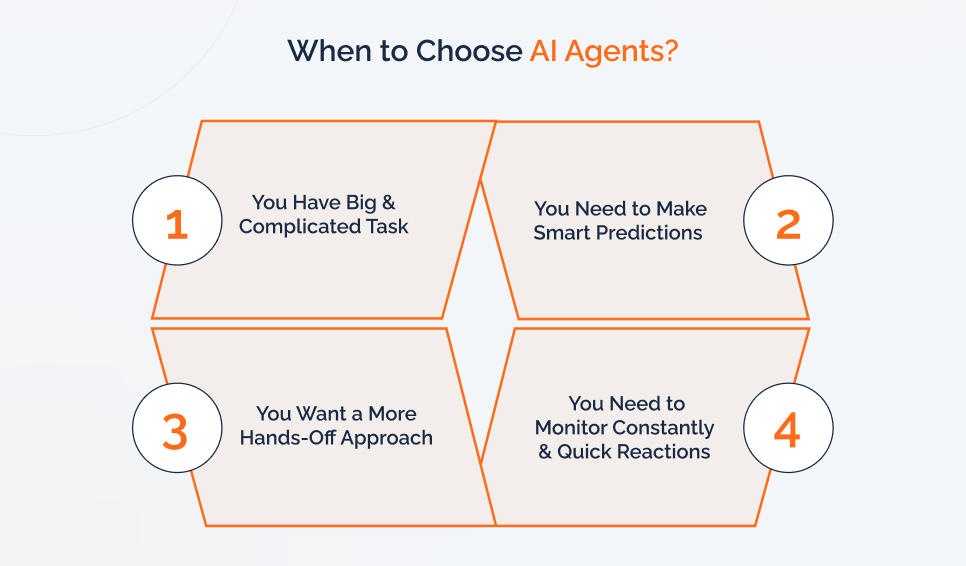 When to Choose AI Agents?
1
You Have Big &
Complicated Task
You Need to Make
Smart Predictions
2
3
You Want a More
Hands-Off Approach
You Need to
Monitor Constantly
& Quick Reactions
4